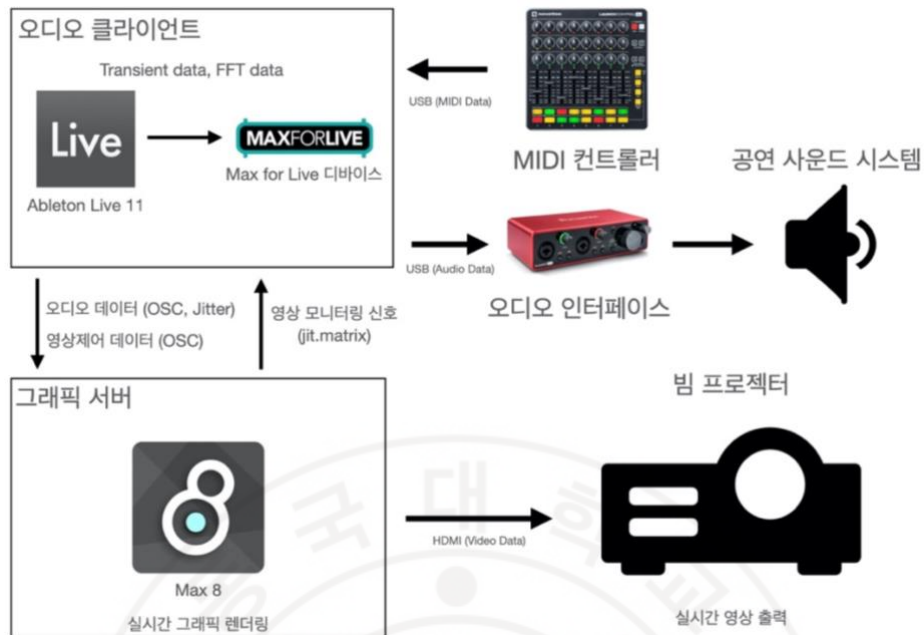 오디오 클라이언트
Transient data, FFT data
Live
MAXFORLIVE
Ableton Live 11
Max for Live 디바이스
USB (MIDI Data)
MIDI 컨트롤러
공연 사운드 시스템
USB (Audio Data)
오디오 인터페이스
오디오 데이터 (OSC, Jitter)
영상제어 데이터 (OSC)
영상 모니터링 신호
(jit.matrix)
그래픽 서버
빔 프로젝터
Max 8
실시간 그래픽 렌더링
HDMI (Video Data)
실시간 영상 출력
국대학교